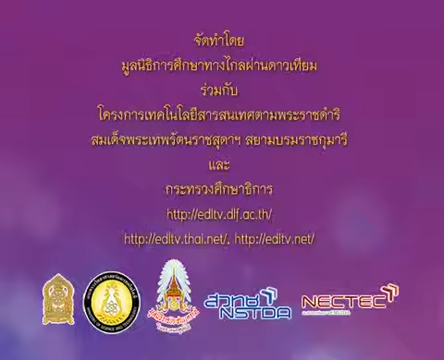 จัดทำโดย
มูลนิธิการศึกษาทางไกลผ่านดาวเทียม
ร่วมกับ
โครงการเทคโนโลยีสารสนเทศตามพระราชดำริ
สมเด็จพระเทพรัตนราชสุดาฯ สยามบรมราชกุมารี
และ
กระทรวงศึกษาธิการ
http://edltv.dlf.ac.th/
http://edltv.thai.net/, http://edltv.net/
สวทช NECTEC
NSTDA